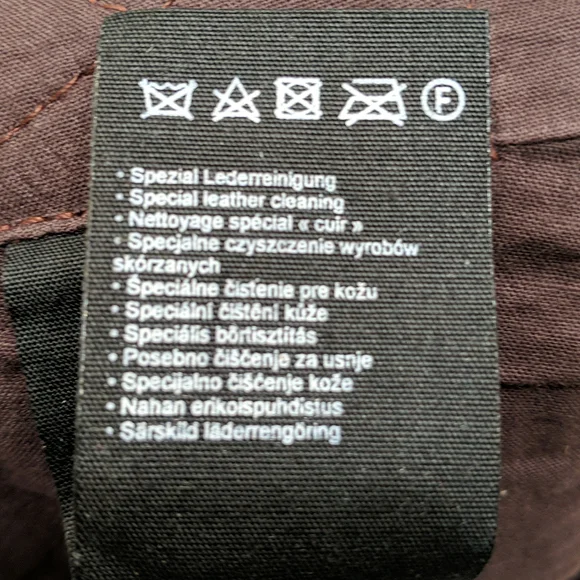 F
• Spezial Lederreinigung
• Special leather cleaning
• Nettoyage spécial « cuir »
• Specjalne czyszczenie wyrobów
skórzanych
• Špeciálne čistenie pre kožu
• Speciální čištění kůže
• Speciális bőrtisztítás
• Posebno čiščenje za usnje
• Specijalno čišćenje kože
• Nahan erikoispuhdistus
• Särskild läderrengöring